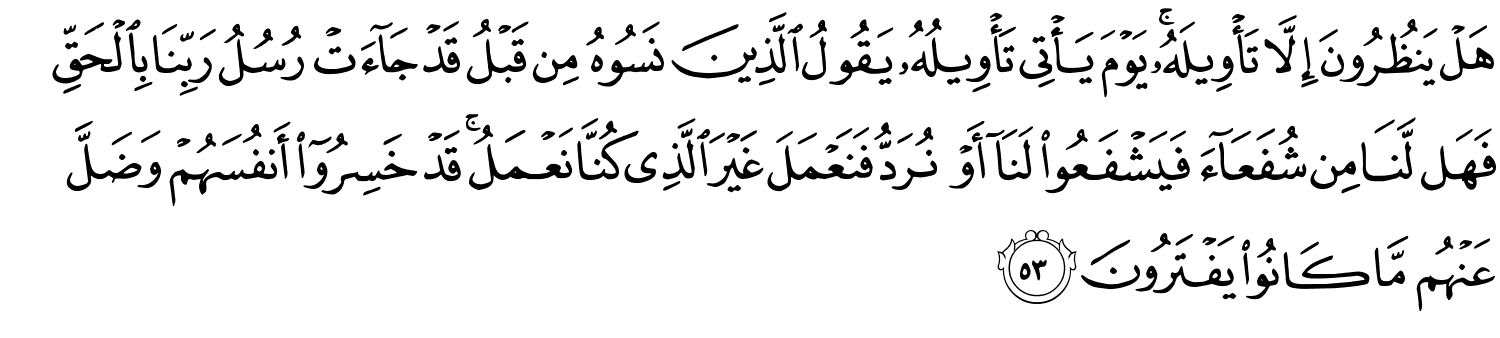 هَلۡ يَنظُرُونَ إِلَّا تَأۡوِيلَهُۥۚ يَوۡمَ يَأۡتِي تَأۡوِيلُهُۥ يَقُولُ ٱلَّذِينَ نَسُوهُ مِن قَبۡلُ قَدۡ جَآءَتۡ رُسُلُ رَبِّنَا بِٱلۡحَقِّ
فَهَل لَّنَا مِن شُفَعَآءَ فَيَشۡفَعُواْ لَنَآ أَوۡ نُرَدُّ فَنَعۡمَلَ غَيۡرَ ٱلَّذِي كُنَّا نَعۡمَلُۚ قَدۡ خَسِرُوٓاْ أَنفُسَهُمۡ وَضَلَّ
عَنۡهُم مَّا كَانُواْ يَفۡتَرُونَ ٥٣